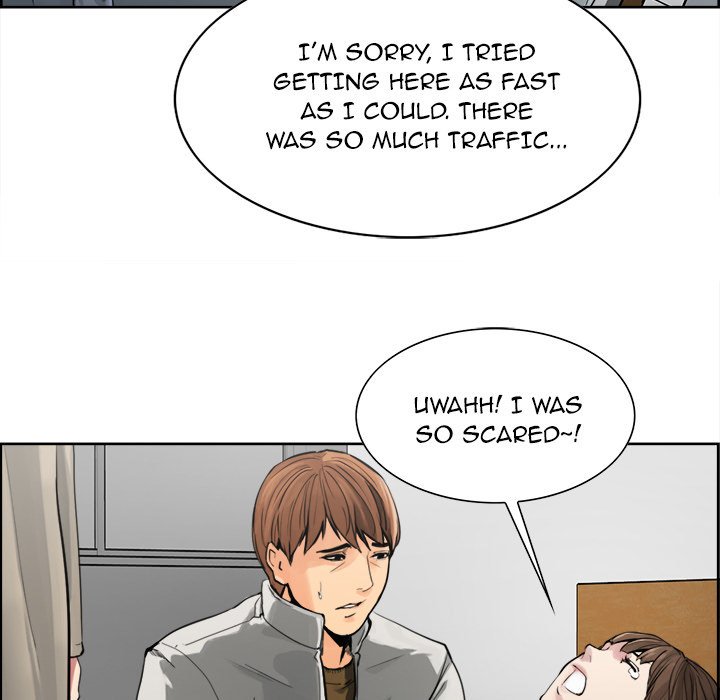 I'M SORRY, I TRIED
GETTING HERE AS FAST
AS I COULD. THERE
WAS SO MUCH TRAFFIC...
UWAHH! I WAS
SO SCARED~!